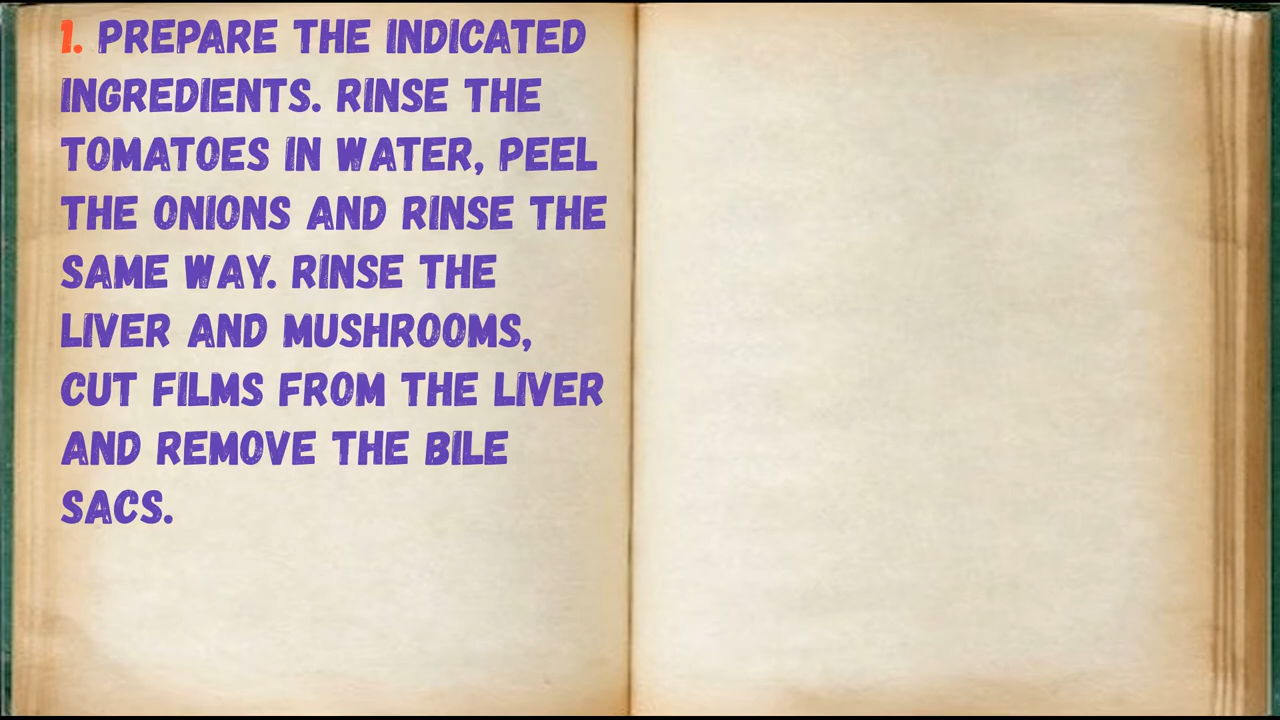 1. PREPARE THE INDICATED
INGREDIENTS. RINSE THE
TOMATOES IN WATER, PEEL
THE ONIONS AND RINSE THE
SAME WAY. RINSE THE
LIVER AND MUSHROOMS,
CUT FILMS FROM THE LIVER
AND REMOVE THE BILE
SACS.